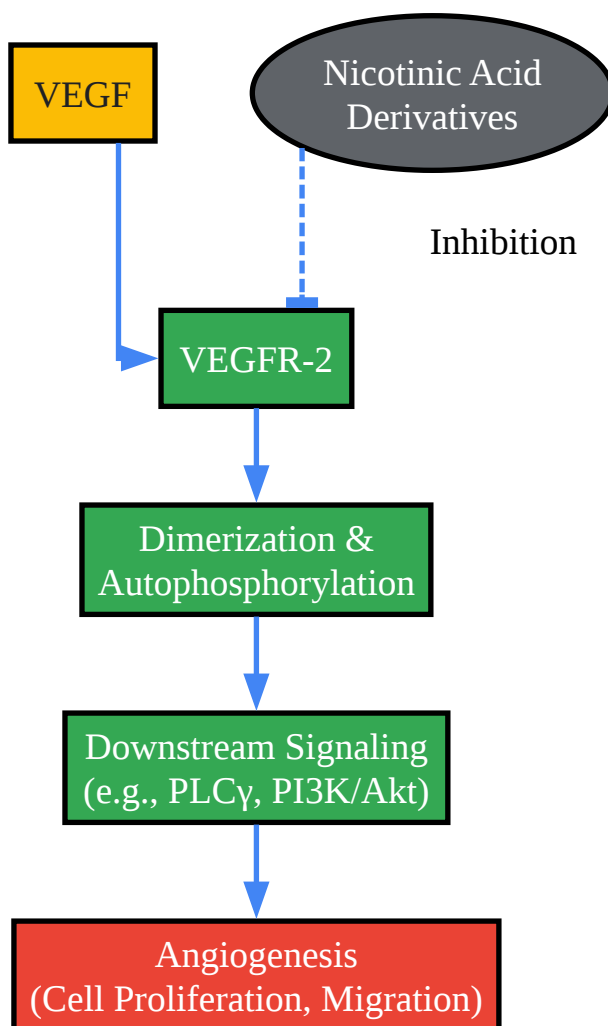 VEGF
Nicotinic Acid
Derivatives
Inhibition
VEGFR-2
Dimerization &
Autophosphorylation
Downstream Signaling
(e.g., PLCγ, PI3K/Akt)
Angiogenesis
(Cell Proliferation, Migration)